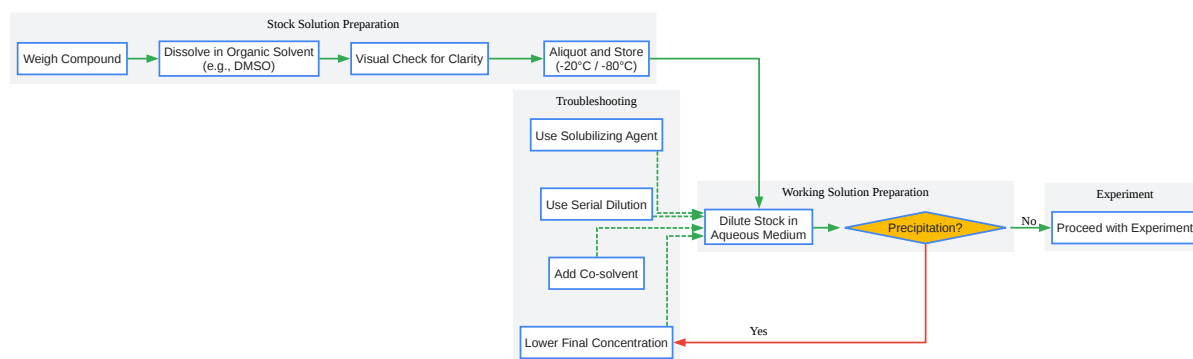 Stock Solution Preparation
Weigh Compound
Dissolve in Organic Solvent
(e.g., DMSO)
Visual Check for Clarity
Aliquot and Store
(-20°C / -80°C)
Troubleshooting
Use Solubilizing Agent
Use Serial Dilution
Add Co-solvent
Lower Final Concentration
Working Solution Preparation
Dilute Stock in
Aqueous Medium
Precipitation?
Yes
No
Experiment
Proceed with Experiment